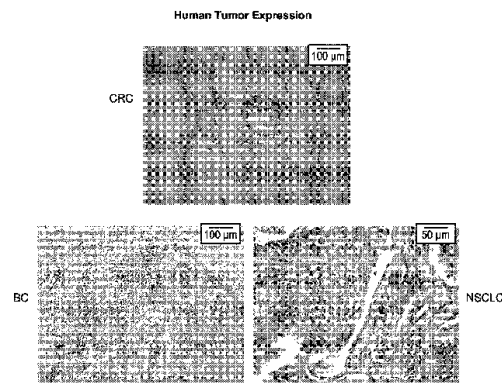 Human Tumor Expression
100 µm
CRC
100 µm
50 µm
BC
NSCLC